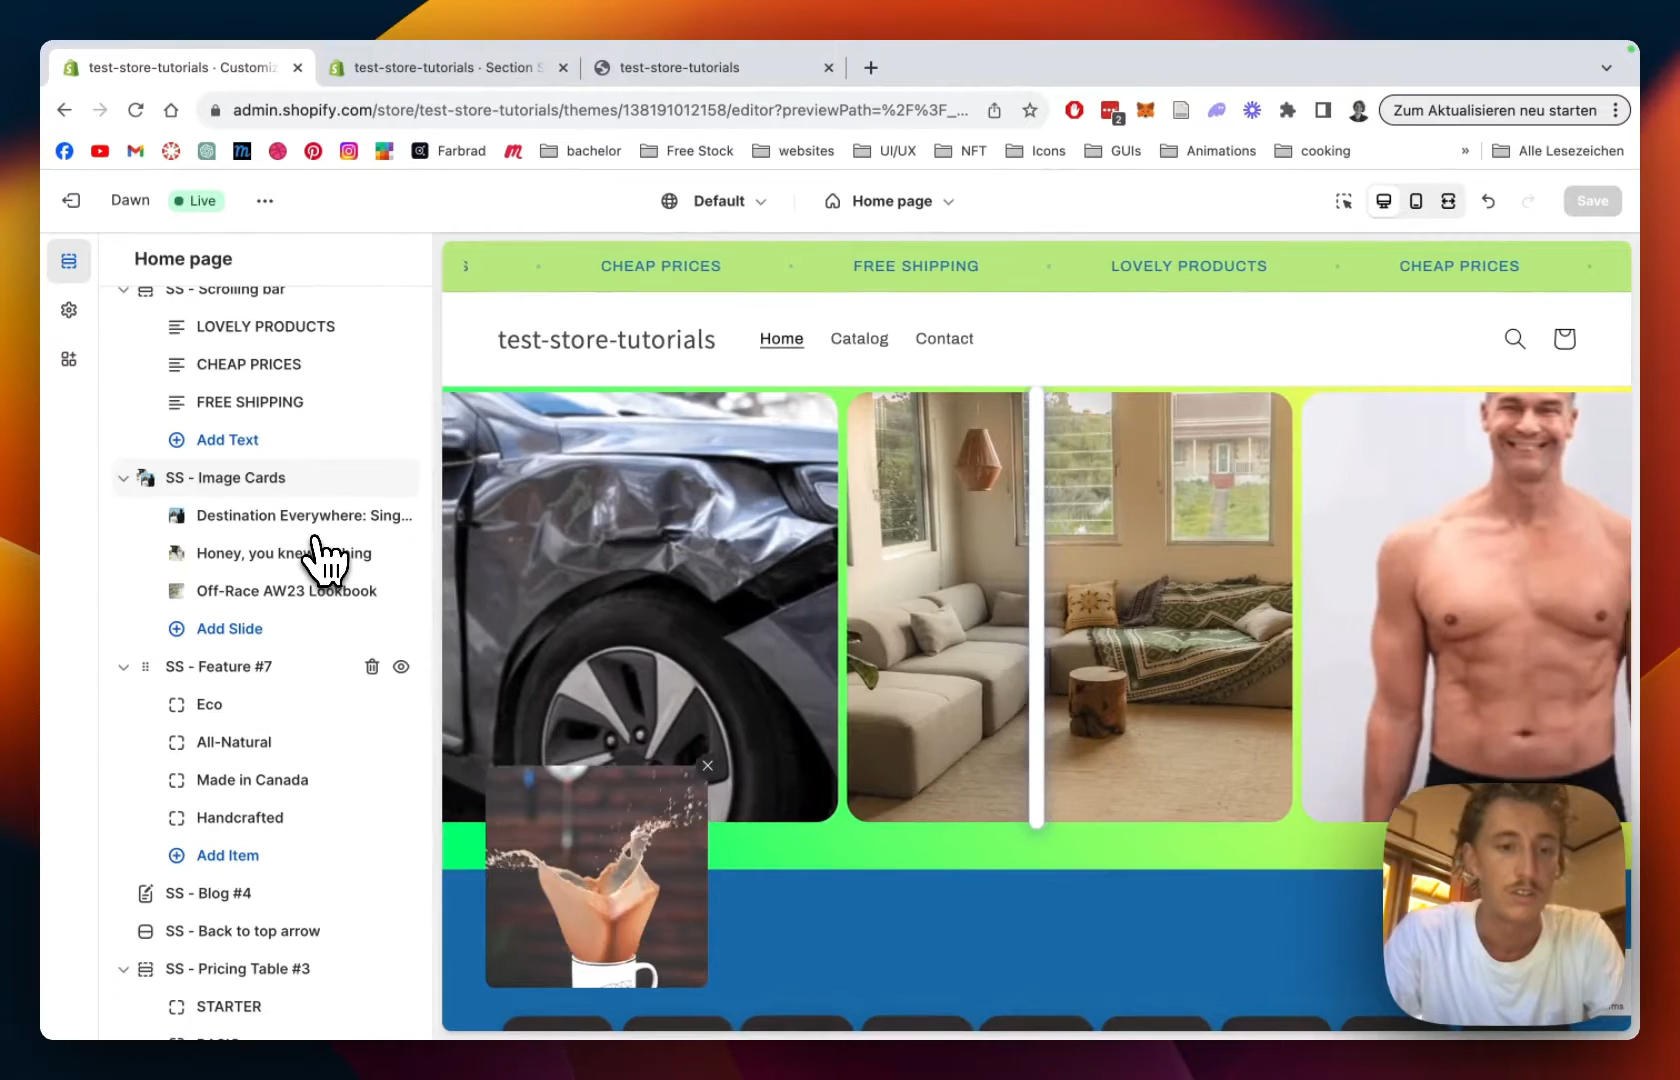 test-store-tutorials · Customiz
test-store-tutorials · Section S
test-store-tutorials
admin.shopify.com/store/test-store-tutorials/themes/138191012158/editor?previewPath=%2F%3F_...
2
Zum Aktualisieren neu starten
Farbrad
bachelor
Free Stock
websites
UI/UX
NFT
Icons
GUIs
Animations
cooking
»
Alle Lesezeichen
Dawn
Live
Default
Home page
Save
Home page
SS - Scrolling bar
LOVELY PRODUCTS
CHEAP PRICES
FREE SHIPPING
Add Text
SS - Image Cards
Destination Everywhere: Sing...
Honey, you knew
Off-Race AW23 Lookbook
Add Slide
SS - Feature #7
Eco
All-Natural
Made in Canada
Handcrafted
Add Item
SS - Blog #4
SS - Back to top arrow
SS - Pricing Table #3
STARTER
S · CHEAP PRICES · FREE SHIPPING · LOVELY PRODUCTS · CHEAP PRICES ·
test-store-tutorials
Home
Catalog
Contact